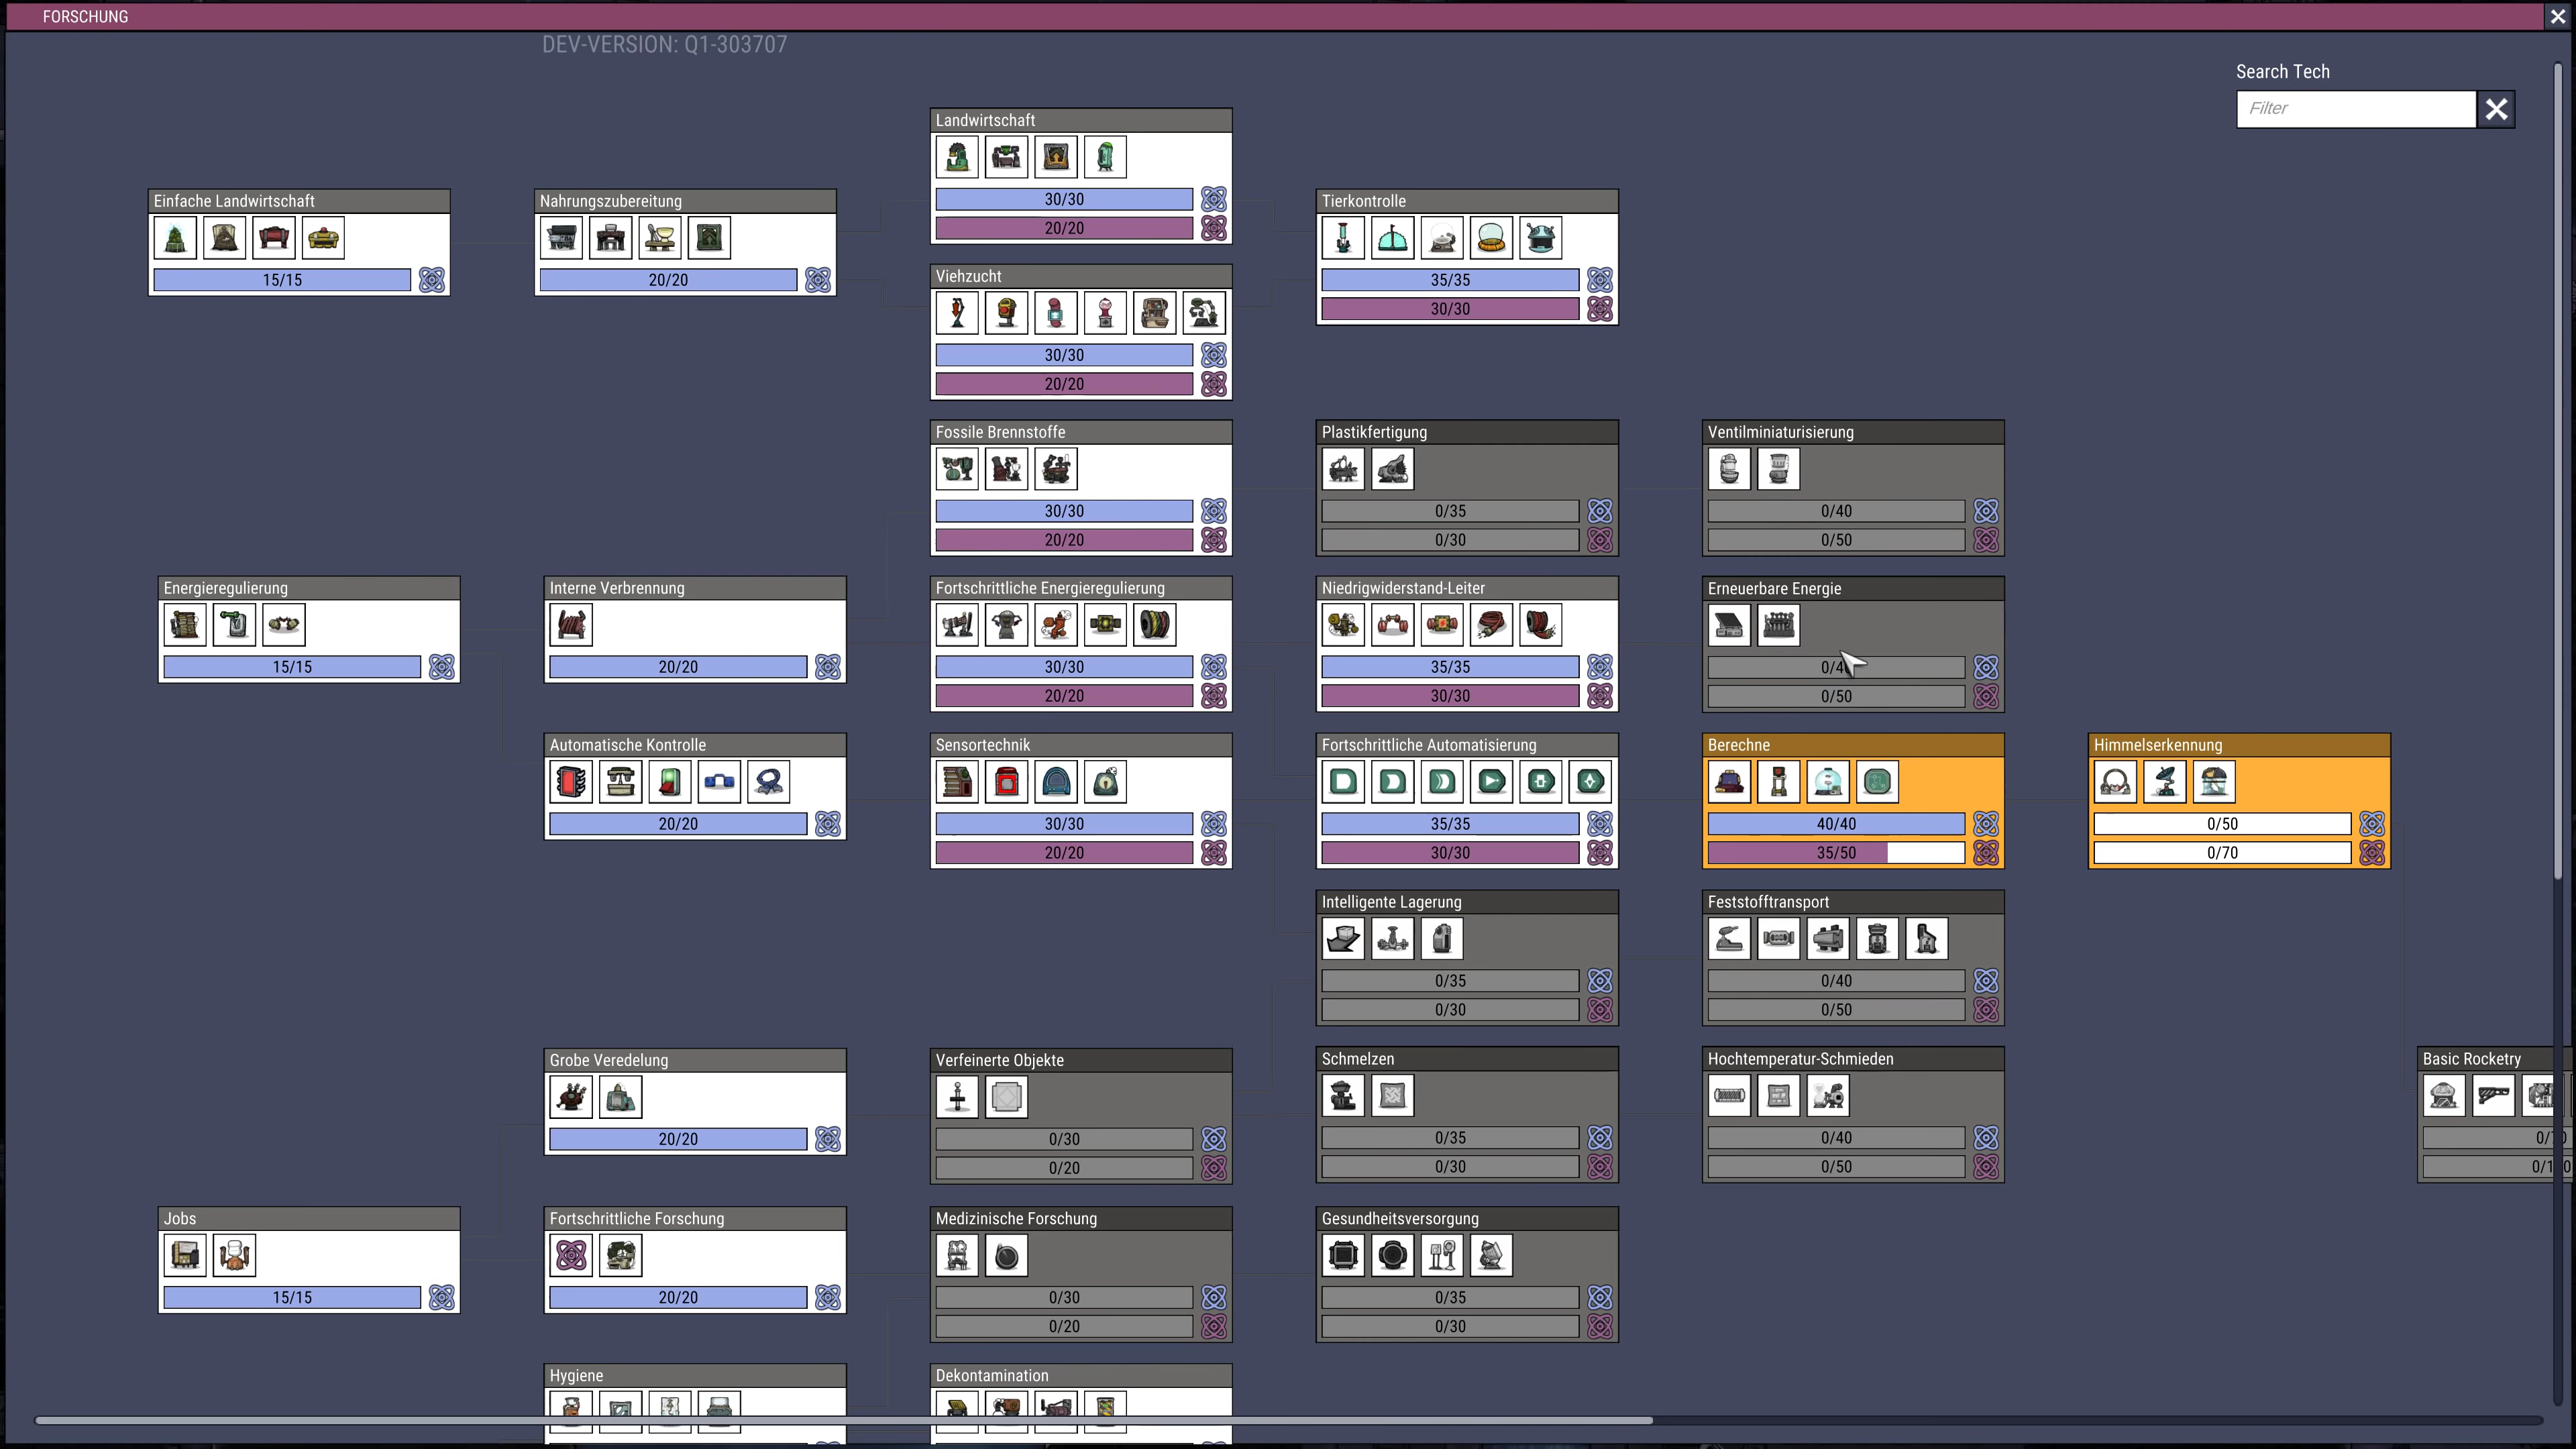 FORSCHUNG
DEV-VERSION: Q1-303707
Search Tech
Filter
Landwirtschaft
30/30
20/20
Einfache Landwirtschaft
15/15
Nahrungszubereitung
20/20
Tierkontrolle
35/35
30/30
Viehzucht
30/30
20/20
Fossile Brennstoffe
30/30
20/20
Plastikfertigung
0/35
0/30
Ventilminiaturisierung
0/40
0/50
Energieregulierung
15/15
Interne Verbrennung
20/20
Fortschrittliche Energieregulierung
30/30
20/20
Niedrigwiderstand-Leiter
35/35
30/30
Erneuerbare Energie
0/50
Automatische Kontrolle
20/20
Sensortechnik
30/30
20/20
Fortschrittliche Automatisierung
35/35
30/30
Berechne
40/40
35/50
Himmelserkennung
0/50
0/70
Intelligente Lagerung
0/35
0/30
Feststofftransport
0/40
0/50
Grobe Veredelung
20/20
Verfeinerte Objekte
0/30
0/20
Schmelzen
0/35
0/30
Hochtemperatur-Schmieden
0/40
0/50
Basic Rocketry
Jobs
15/15
Fortschrittliche Forschung
20/20
Medizinische Forschung
0/30
0/20
Gesundheitsversorgung
0/35
0/30
Hygiene
Dekontamination